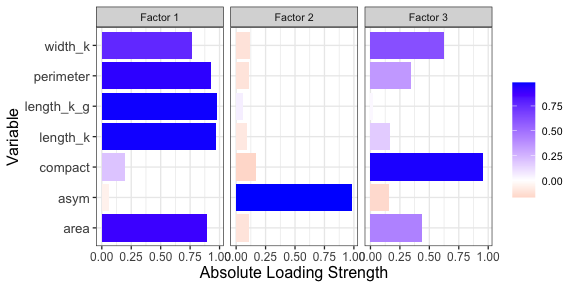 Factor 1 Factor 2 Factor 3
width_k
perimeter
length_k_g
length_k
compact
asym
area
Variable
0.75
0.50
0.25
0.00
0.00 0.25 0.50 0.75 1.00 0.00 0.25 0.50 0.75 1.00 0.00 0.25 0.50 0.75 1.00
Absolute Loading Strength